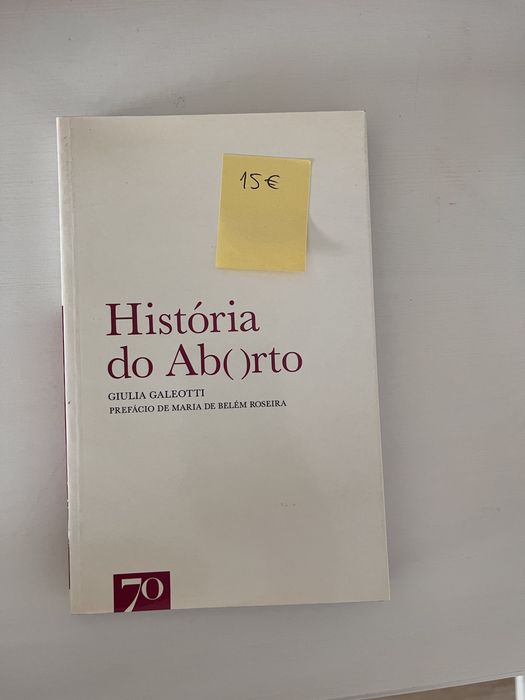 15€
História
do Ab( )rto
GIULIA GALEOTTI
PREFÁCIO DE MARIA DE BELÉM ROSEIRA
70